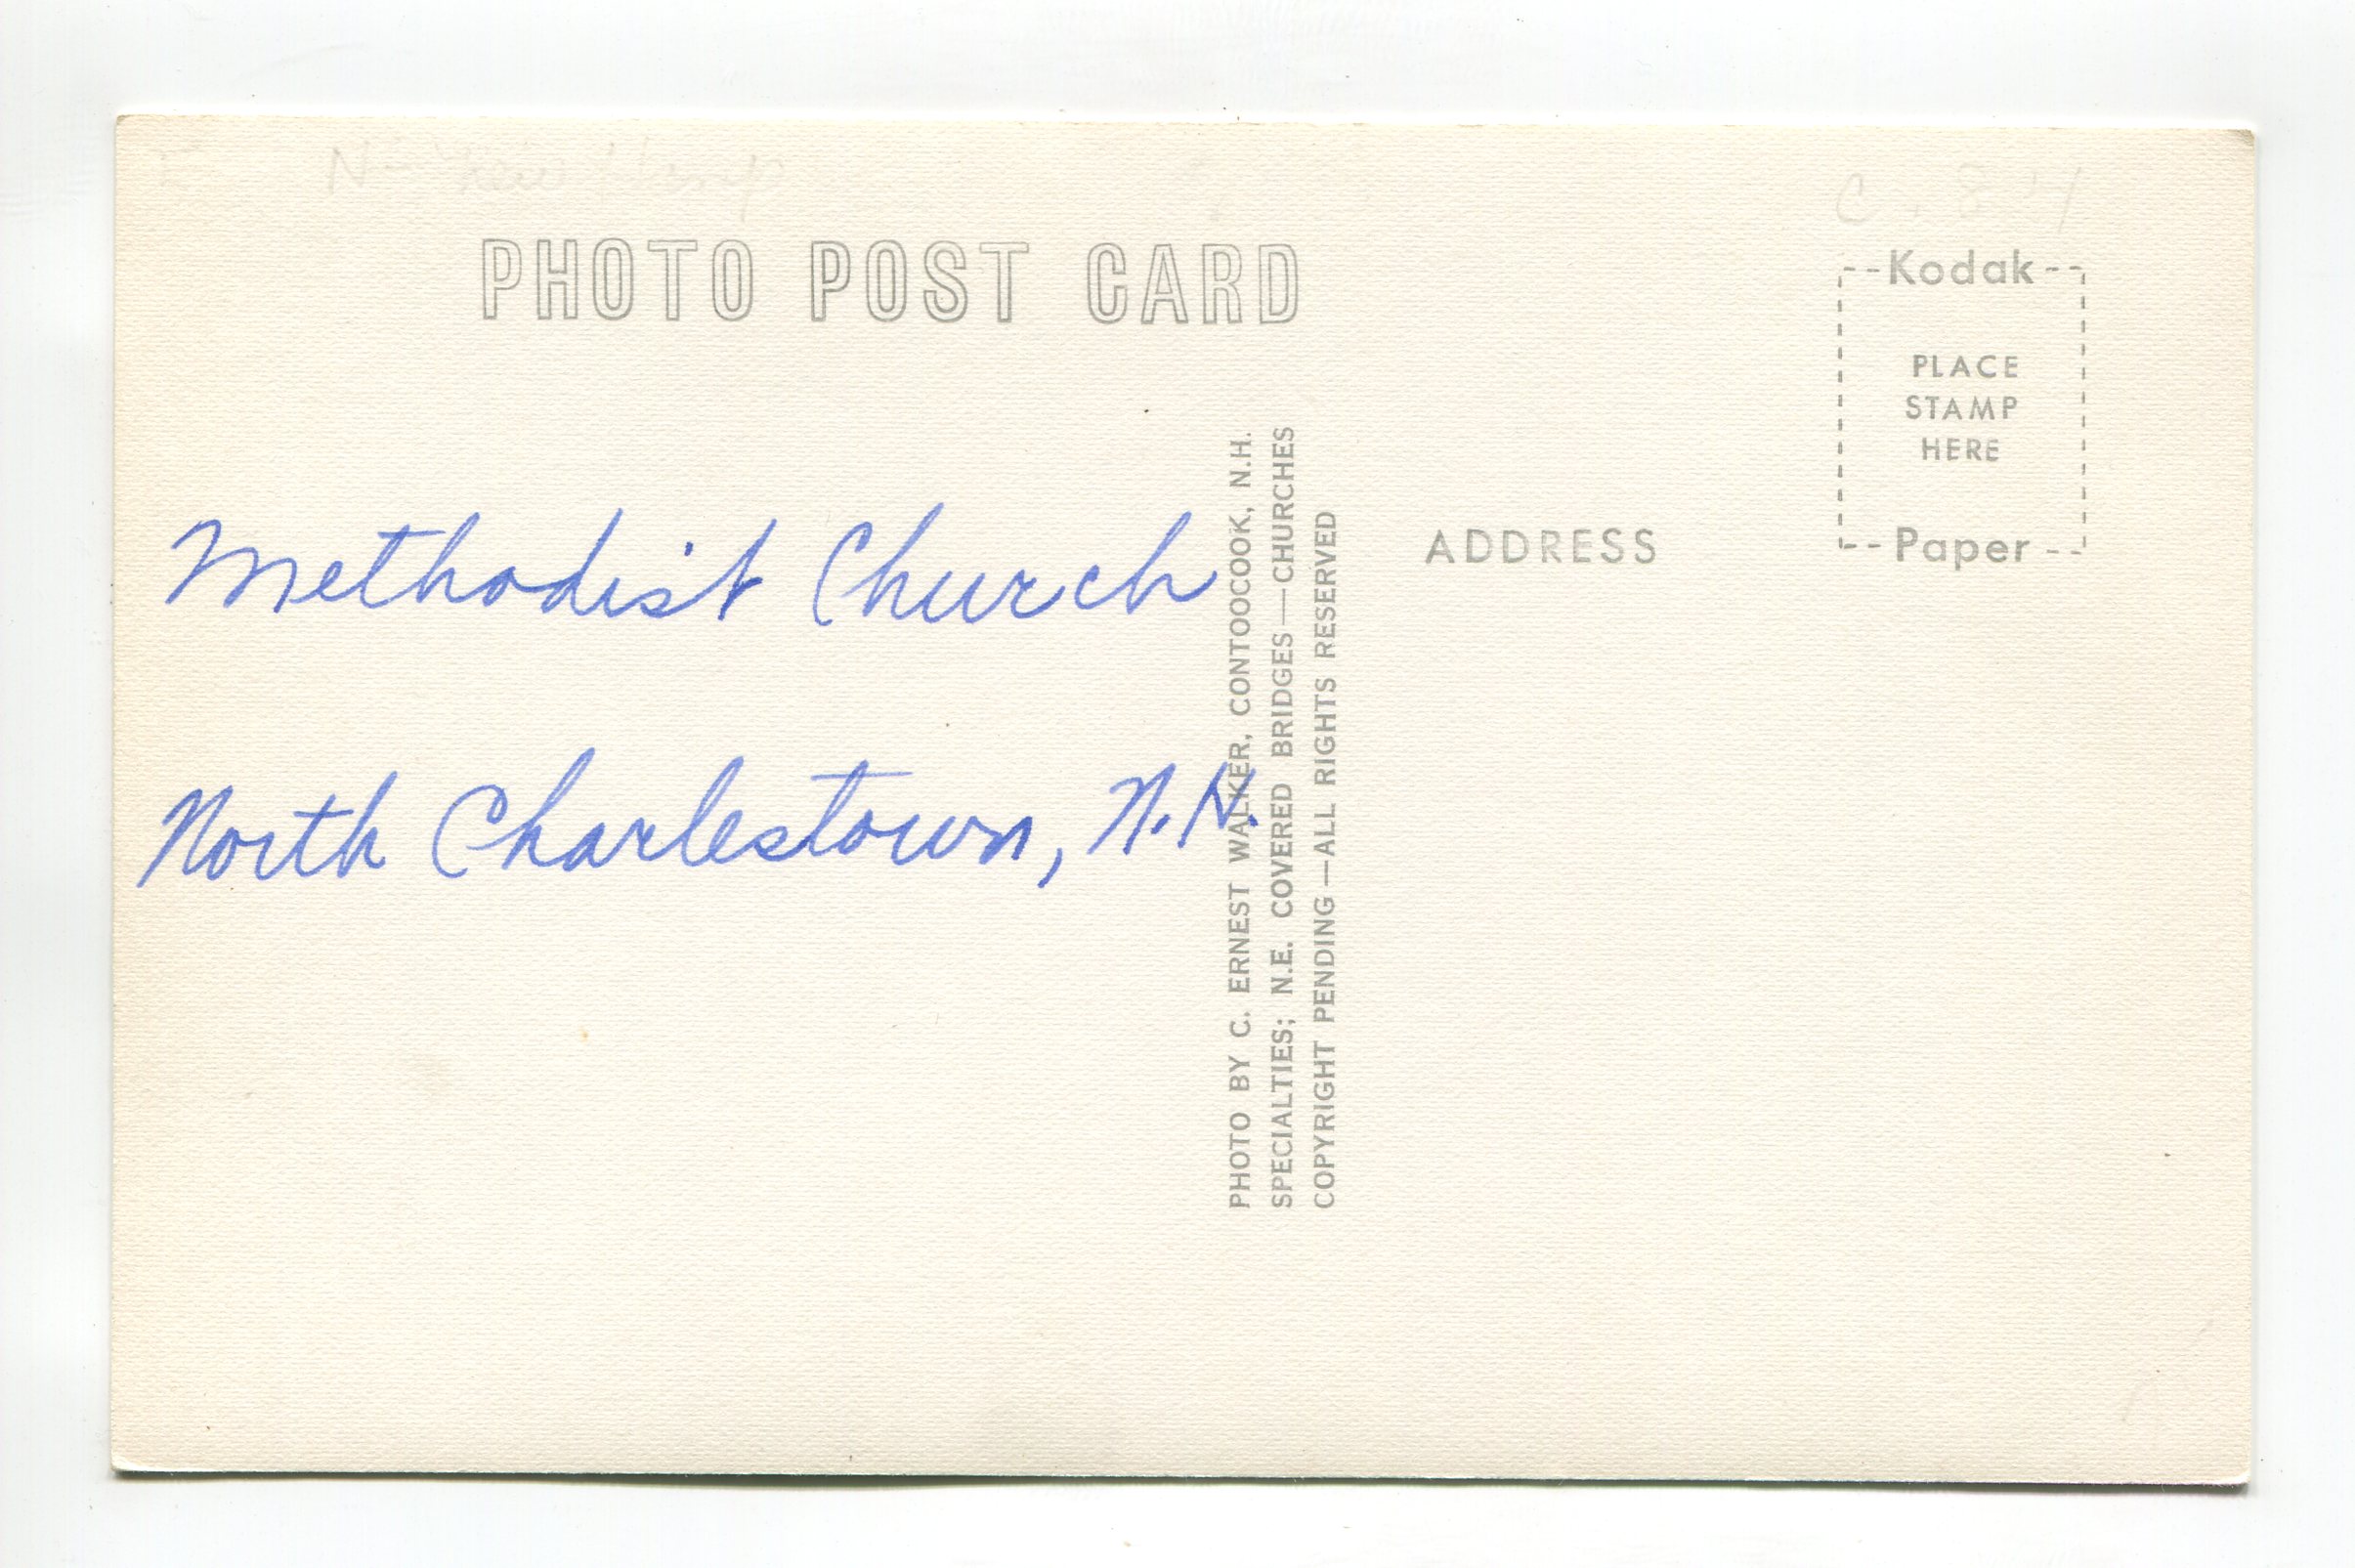 PHOTO POST CARD
Kodak
PLACE
STAMP
HERE
Paper
Methodist Church
North Charlestown, N.H.
PHOTO BY C. ERNEST WALKER, CONTOOCOOK, N.H.
SPECIALTIES; N.E. COVERED BRIDGES—CHURCHES
COPYRIGHT PENDING—ALL RIGHTS RESERVED
ADDRESS